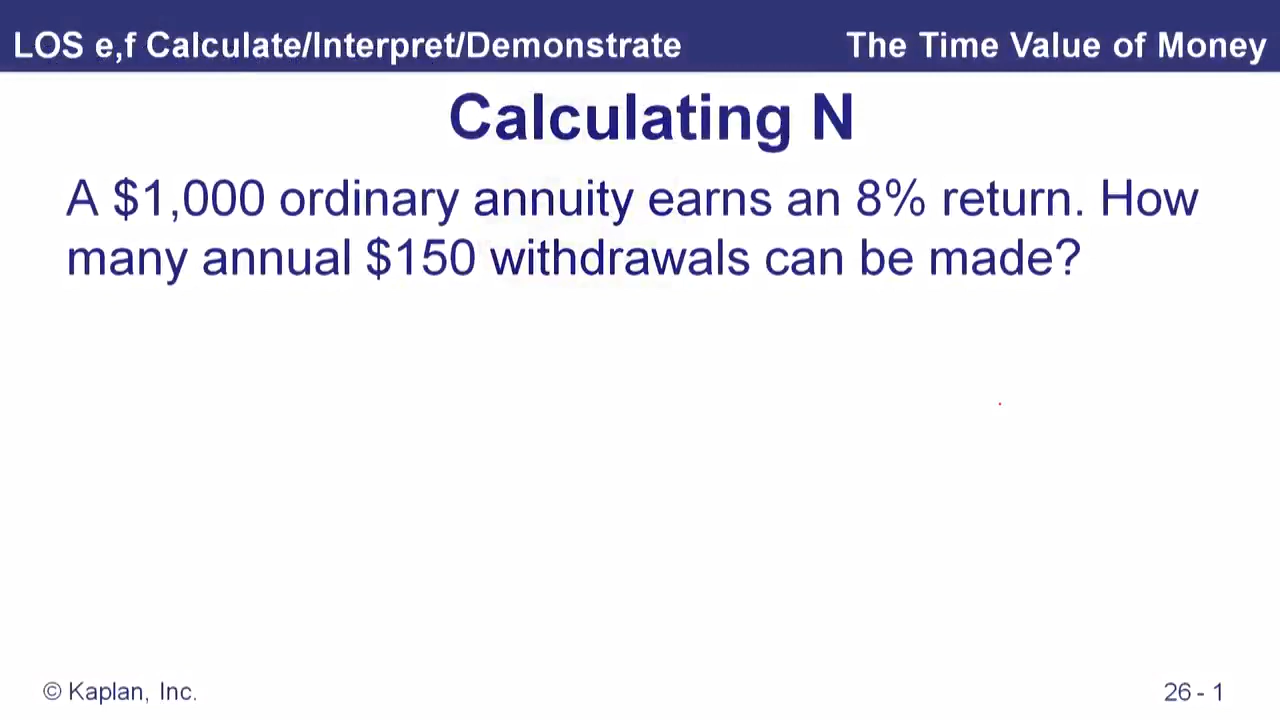 LOS e,f Calculate/Interpret/Demonstrate The Time Value of Money
Calculating N
A $1,000 ordinary annuity earns an 8% return. How
many annual $150 withdrawals can be made?
© Kaplan, Inc. 26 - 1